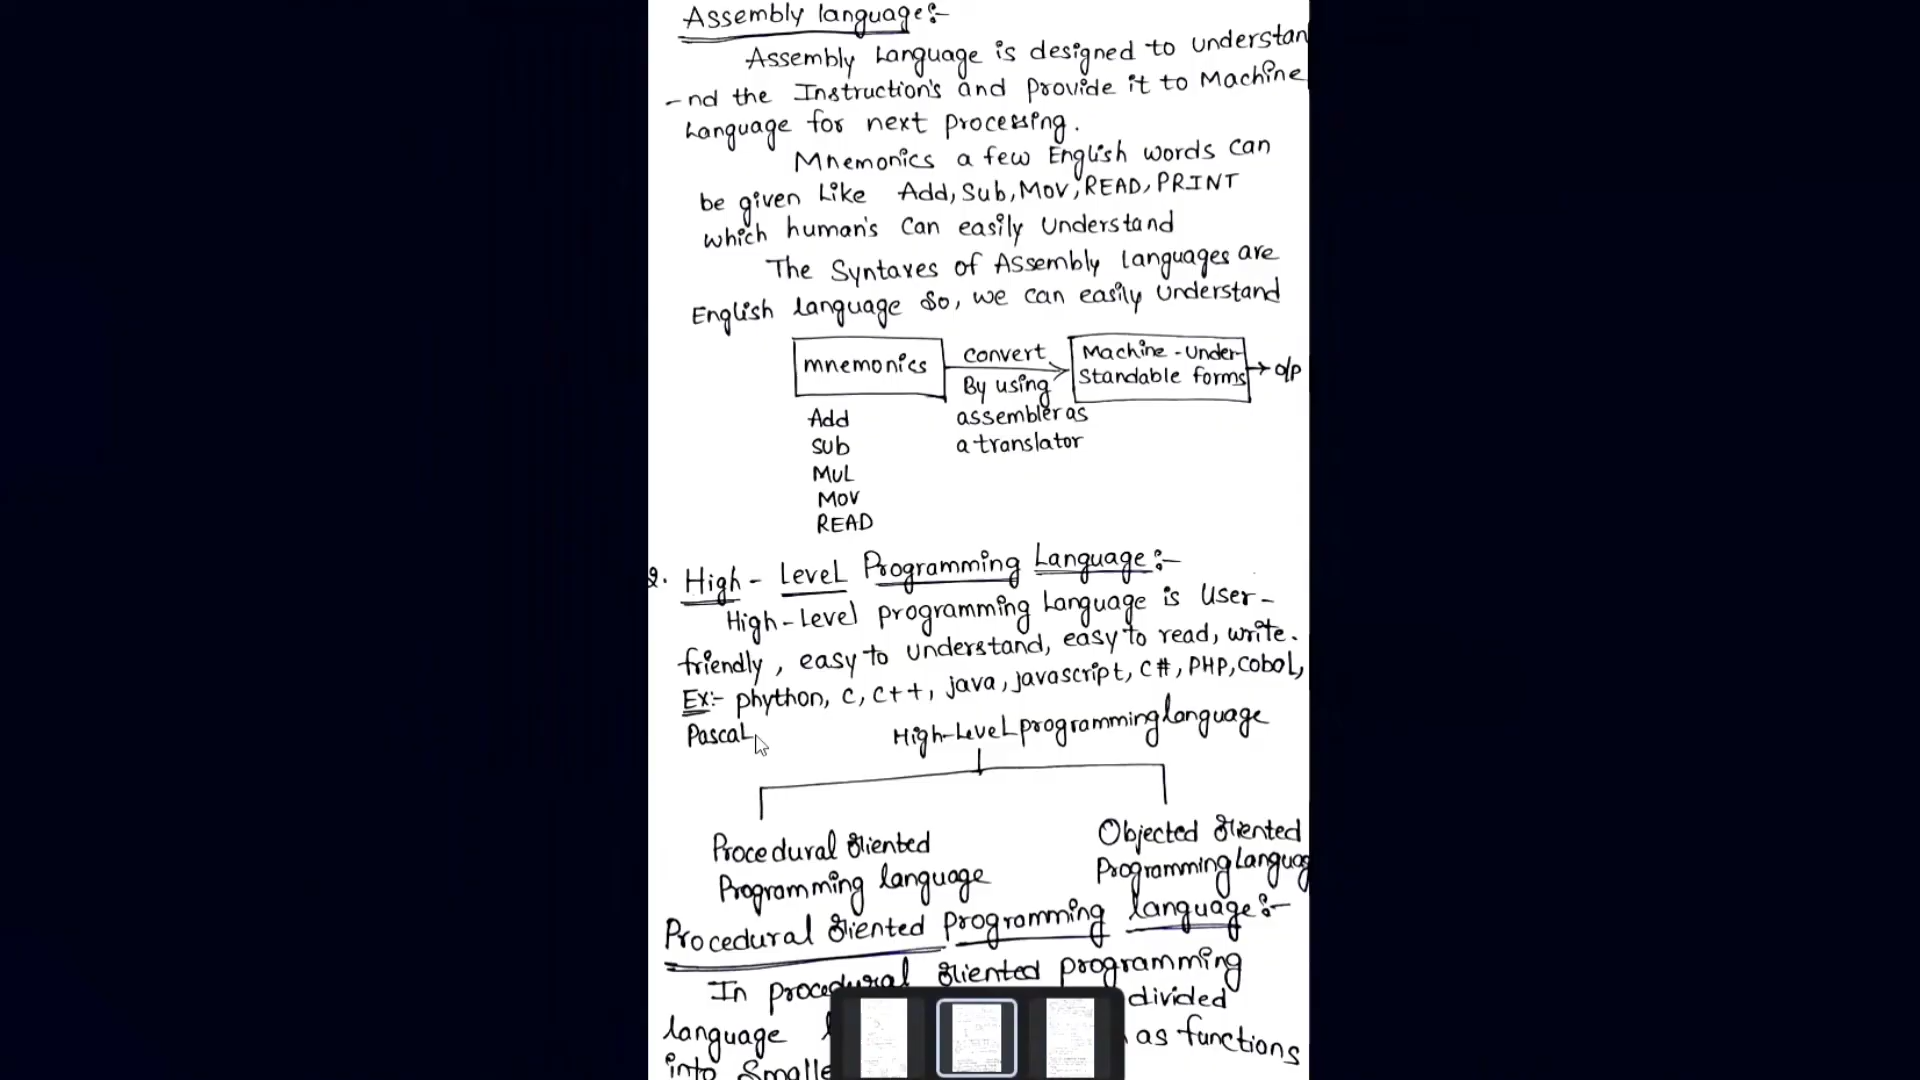 Assembly language:-
Assembly Language is designed to understan
-nd the Instruction's and provide it to Machine
Language for next processing.
Mnemonics a few English words can
be given Like Add, Sub, Mov, READ, PRINT
which human's can easily understand
The Syntaxes of Assembly languages are
English language So, we can easily understand
mnemonics
convert
By using
assembler as
a translator
Machine-Under-
Standable forms
o/p
Add
Sub
MUL
MOV
READ
2. High-Level Programming Language:-
High-Level programming Language is User-
friendly, easy to understand, easy to read, write.
Ex:- phython, C, C++, java, javascript, C#, PHP, Cobol,
Pascal
High-Level programming language
Procedural Oriented
Programming language
Objected Oriented
Programming Languag
Procedural Oriented programming language:-
In procedural Oriented programming
language divided
into Smalle as functions